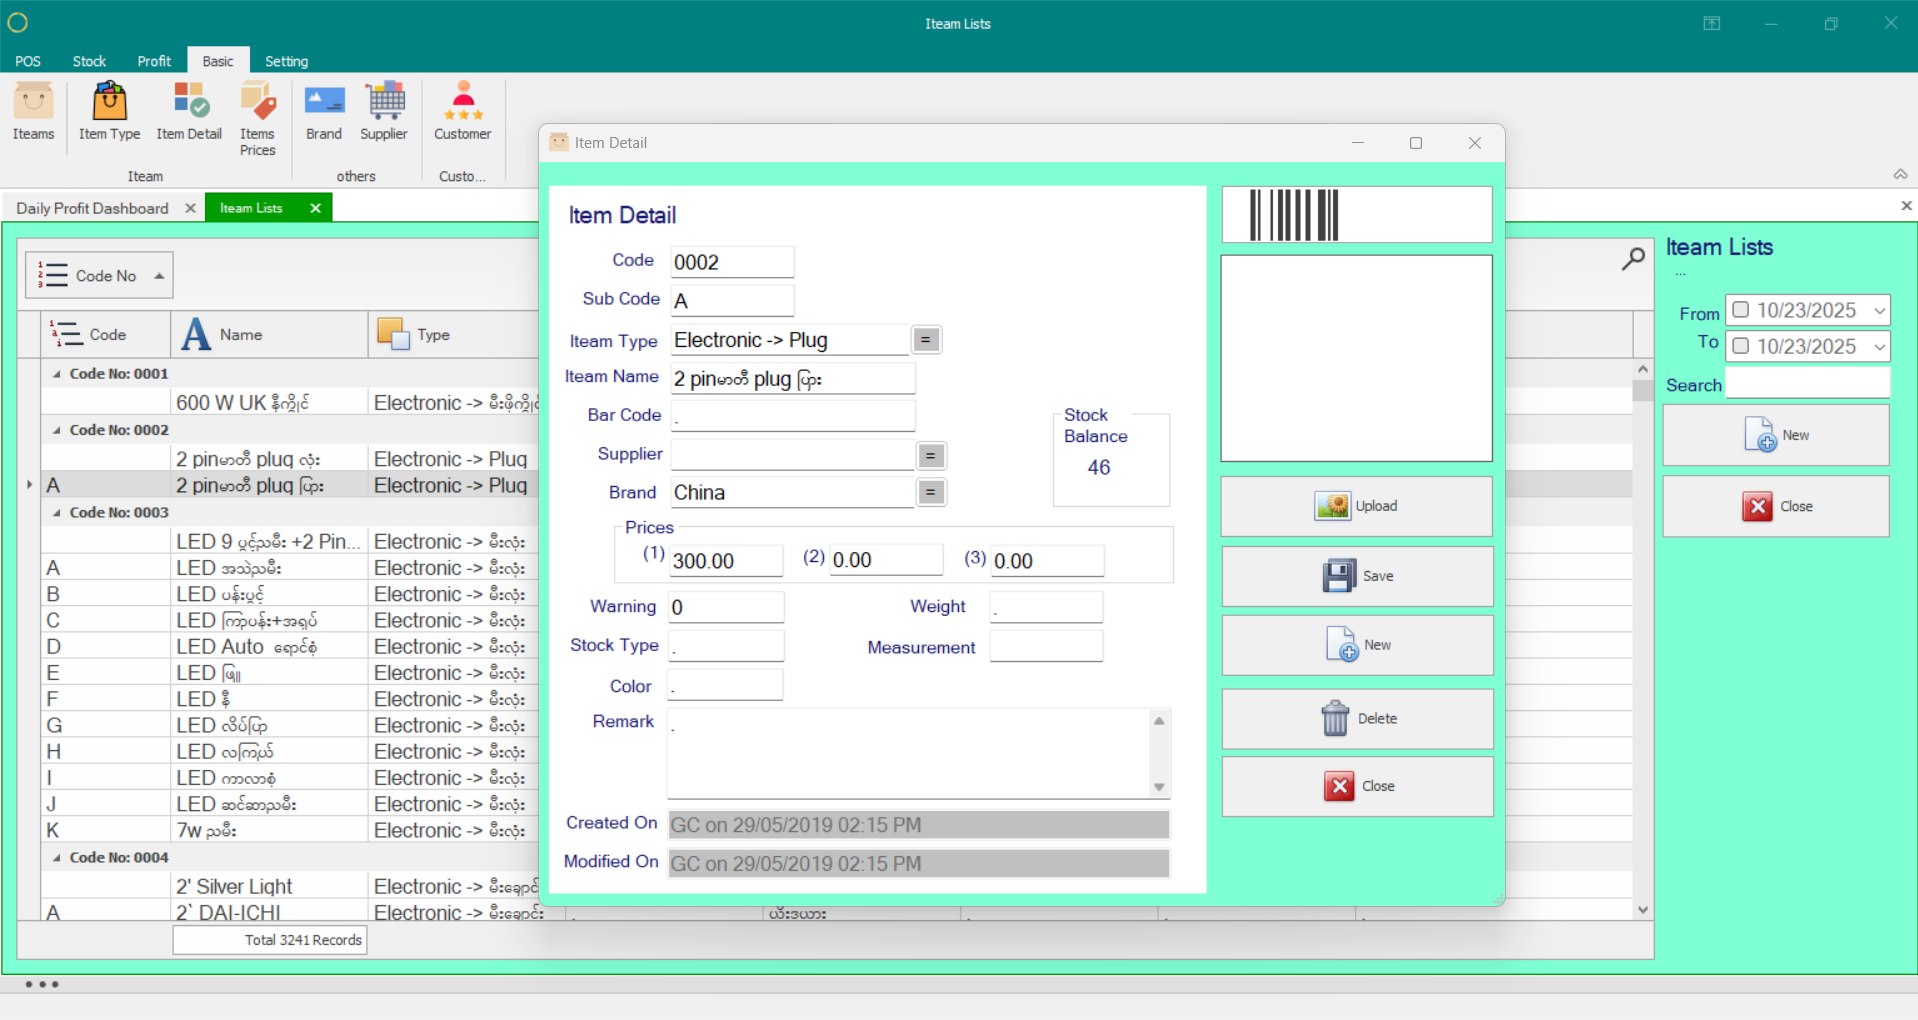 Iteam Lists
POS Stock Profit Basic Setting
Iteams Item Type Item Detail Items Prices Brand Supplier Customer
Iteam others Custo...
Daily Profit Dashboard Iteam Lists
Code No
Code Name Type
Code No: 0001
600 W UK နီကွိုင် Electronic ->
Code No: 0002
2 pinမာတီ plug လုံး Electronic -> Plug
A 2 pinမာတီ plug ပြား Electronic -> Plug
Code No: 0003
LED 9 ပွင့်ညမီး +2 Pin... Electronic -> မီးလုံး
A LED အသဲညမီး Electronic -> မီးလုံး
B LED ပန်းပွင့် Electronic -> မီးလုံး
C LED ကြာပန်း+အရုပ် Electronic -> မီးလုံး
D LED Auto ရောင်စုံ Electronic -> မီးလုံး
E LED ဖြူ Electronic -> မီးလုံး
F LED နီ Electronic -> မီးလုံး
G LED လိပ်ပြာ Electronic -> မီးလုံး
H LED လကြယ် Electronic -> မီးလုံး
I LED ကာလာစုံ Electronic -> မီးလုံး
J LED ဆင်ဆာညမီး Electronic -> မီးလုံး
K 7w ညမီး Electronic -> မီးလုံး
Code No: 0004
2' Silver Light Electronic -> မီးချောင်
A 2` DAI-ICHI Electronic -> မီးချောင်း . ယိုးဒယား . . .
Total 3241 Records
Item Detail
Item Detail
Code 0002
Sub Code A
Iteam Type Electronic -> Plug =
Iteam Name 2 pinမာတီ plug ပြား
Bar Code .
Supplier =
Brand China =
Stock Balance
46
Prices
(1) 300.00 (2) 0.00 (3) 0.00
Warning 0 Weight .
Stock Type . Measurement
Color .
Remark .
Created On GC on 29/05/2019 02:15 PM
Modified On GC on 29/05/2019 02:15 PM
Upload
Save
New
Delete
Close
Iteam Lists
...
From 10/23/2025
To 10/23/2025
Search
New
Close